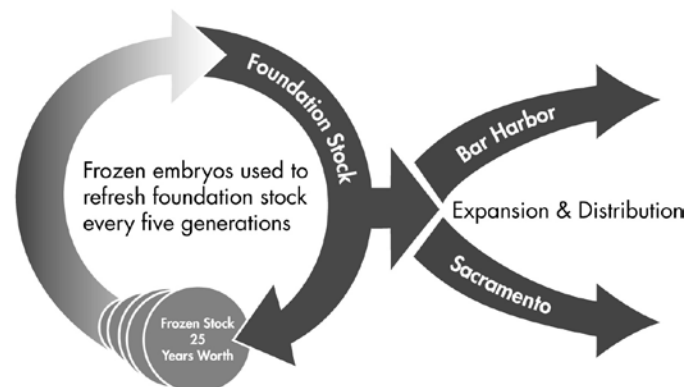 Foundation Stock
Frozen embryos used to
refresh foundation stock
every five generations
Frozen Stock
25
Years Worth
Bar Harbor
Expansion & Distribution
Sacramento